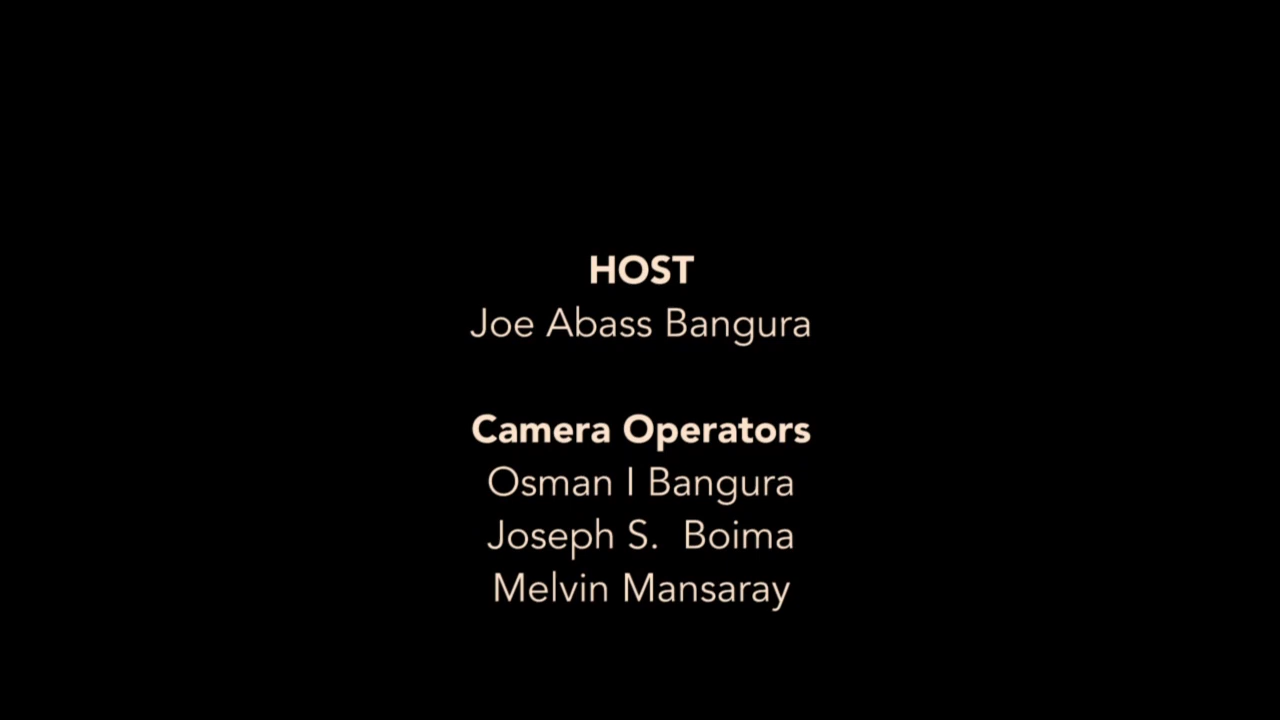 HOST
Joe Abass Bangura
Camera Operators
Osman I Bangura
Joseph S.  Boima
Melvin Mansaray